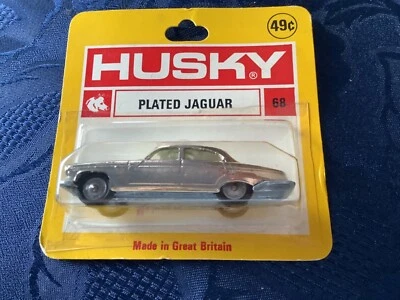 49¢
HUSKY®
PLATED JAGUAR 68
Made in Great Britain